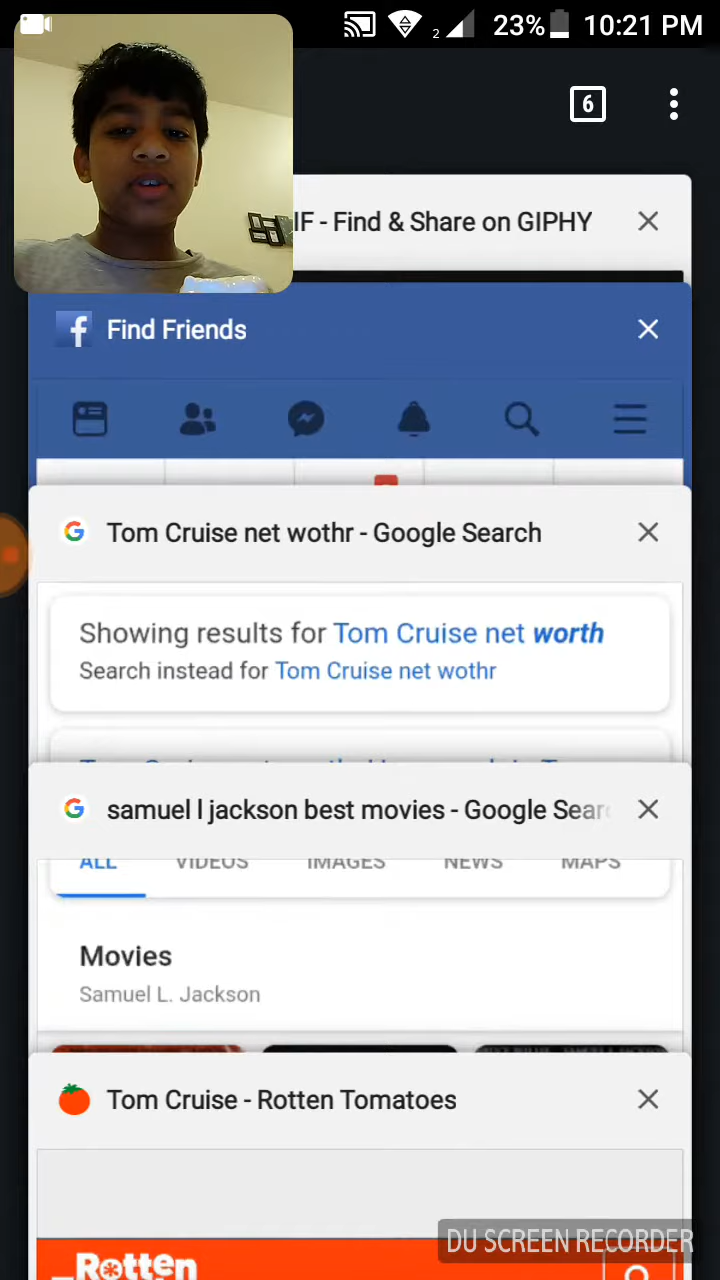 2 23% 10:21 PM
6
IF - Find & Share on GIPHY
Find Friends
Tom Cruise net wothr - Google Search
Showing results for Tom Cruise net worth
Search instead for Tom Cruise net wothr
samuel l jackson best movies - Google Sear
ALL VIDEOS IMAGES NEWS MAPS
Movies
Samuel L. Jackson
Tom Cruise - Rotten Tomatoes
DU SCREEN RECORDER
Rotten